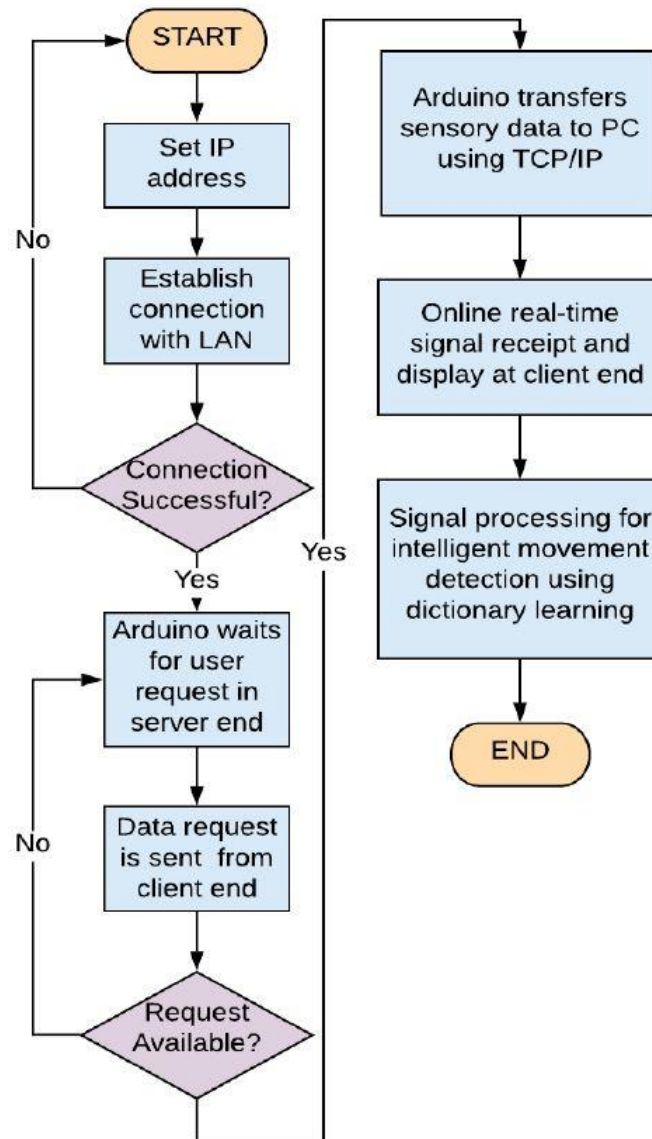 START
Set IP
address
Establish
connection
with LAN
Connection
Successful?
No
Yes
Arduino waits
for user
request in
server end
Data request
is sent from
client end
Request
Available?
No
Yes
Arduino transfers
sensory data to PC
using TCP/IP
Online real-time
signal receipt and
display at client end
Signal processing for
intelligent movement
detection using
dictionary learning
END